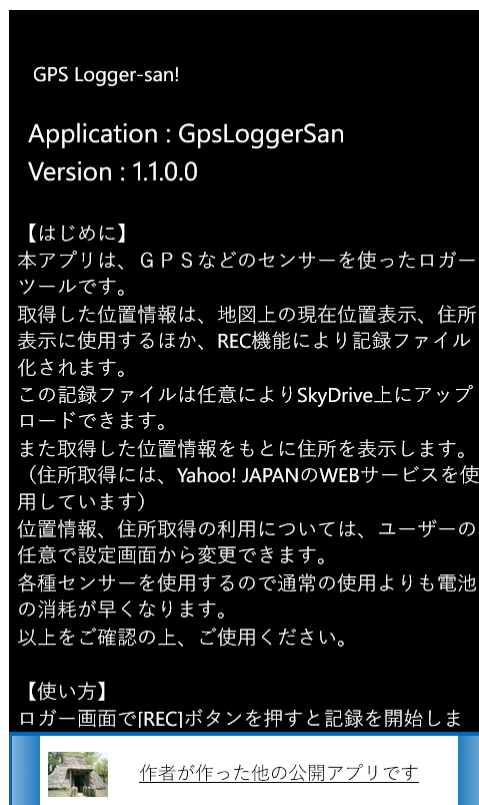 GPS Logger-san!
Application : GpsLoggerSan
Version : 1.1.0.0
【はじめに】
本アプリは、ＧＰＳなどのセンサーを使ったロガー
ツールです。
取得した位置情報は、地図上の現在位置表示、住所
表示に使用するほか、REC機能により記録ファイル
化されます。
この記録ファイルは任意によりSkyDrive上にアップ
ロードできます。
また取得した位置情報をもとに住所を表示します。
（住所取得には、Yahoo! JAPANのWEBサービスを使
用しています）
位置情報、住所取得の利用については、ユーザーの
任意で設定画面から変更できます。
各種センサーを使用するので通常の使用よりも電池
の消耗が早くなります。
以上をご確認の上、ご使用ください。
【使い方】
ロガー画面で[REC]ボタンを押すと記録を開始しま
作者が作った他の公開アプリです